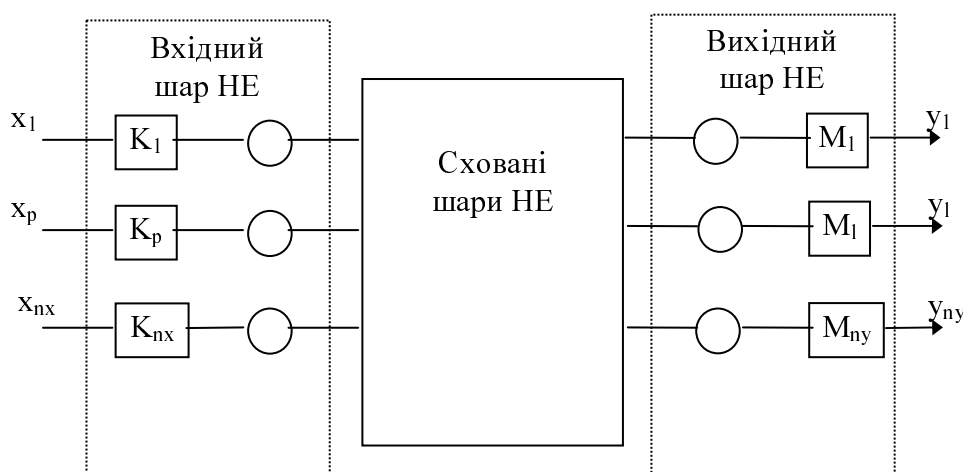 Вхідний
шар НЕ
Вихідний
шар НЕ
x1
K1
M1
y1
Сховані
шари НЕ
xp
Kp
Ml
yl
xnx
Knx
Mny
yny